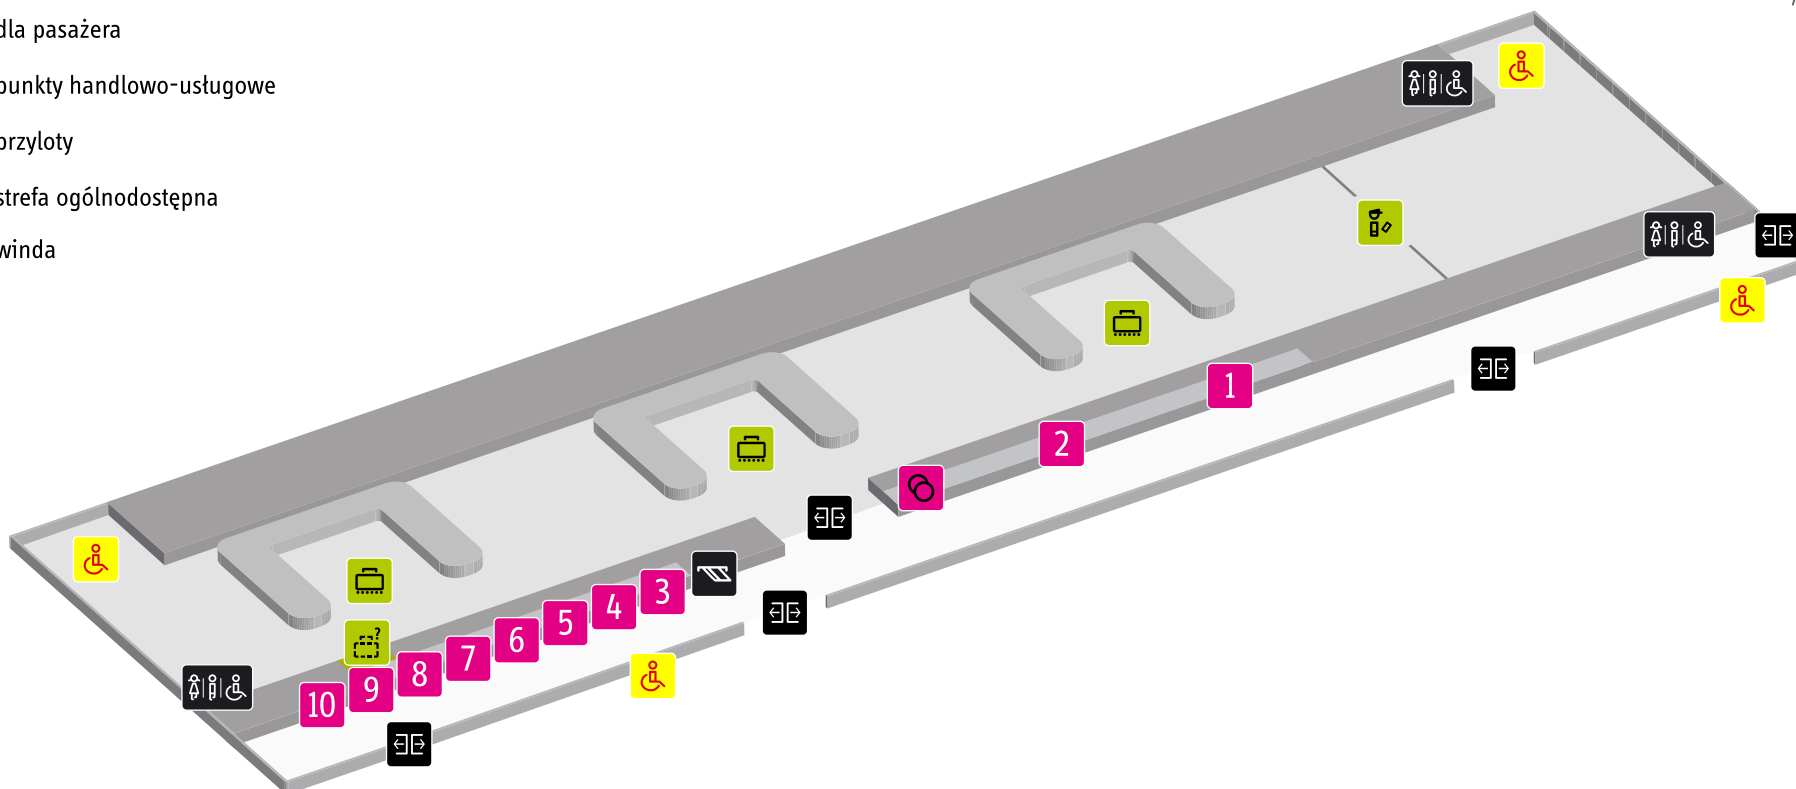 dla pasażera
punkty handlowo-usługowe
przyloty
strefa ogólnodostępna
winda
1
2
3
4
5
6
7
8
9
10
?